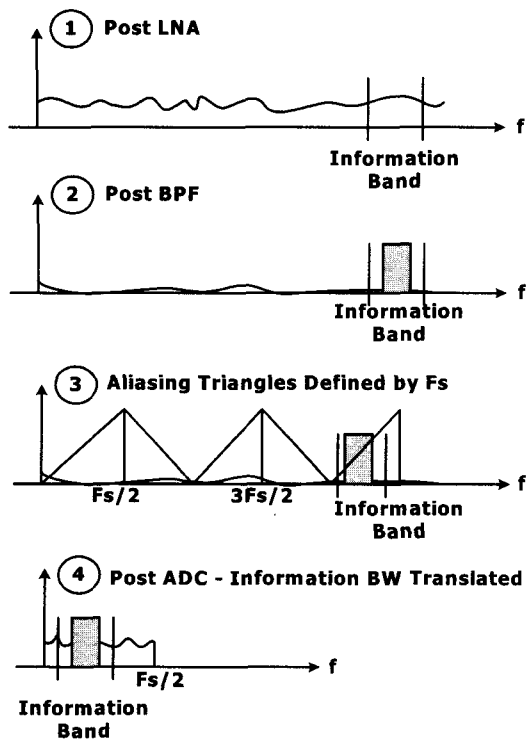 1 Post LNA
f
Information
Band
2 Post BPF
f
Information
Band
3 Aliasing Triangles Defined by Fs
f
Fs/2 3Fs/2 Information
Band
4 Post ADC - Information BW Translated
f
Fs/2
Information
Band